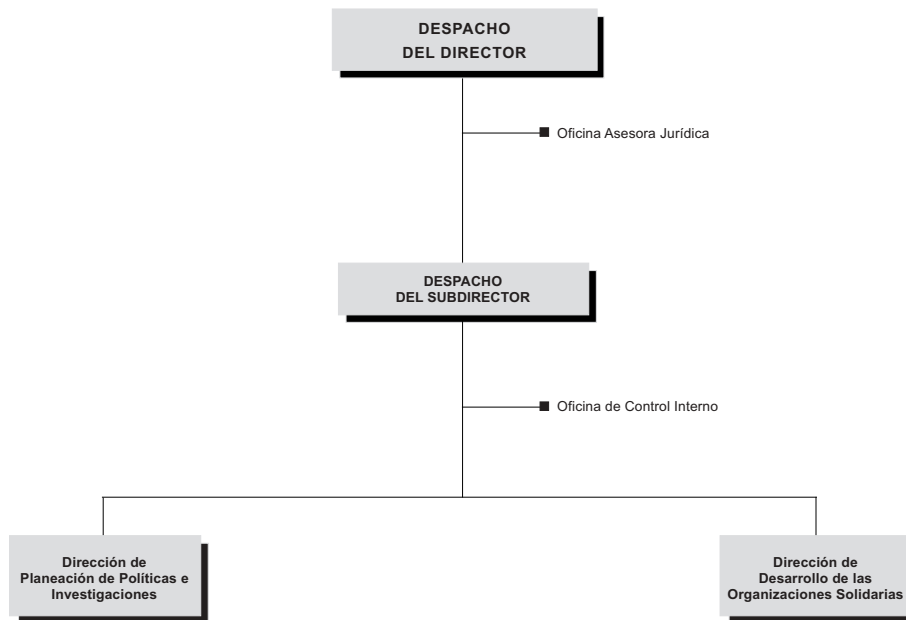 DESPACHO
DEL DIRECTOR
Oficina Asesora Jurídica
DESPACHO
DEL SUBDIRECTOR
Oficina de Control Interno
Dirección de
Planeación de Políticas e
Investigaciones
Dirección de
Desarrollo de las
Organizaciones Solidarias